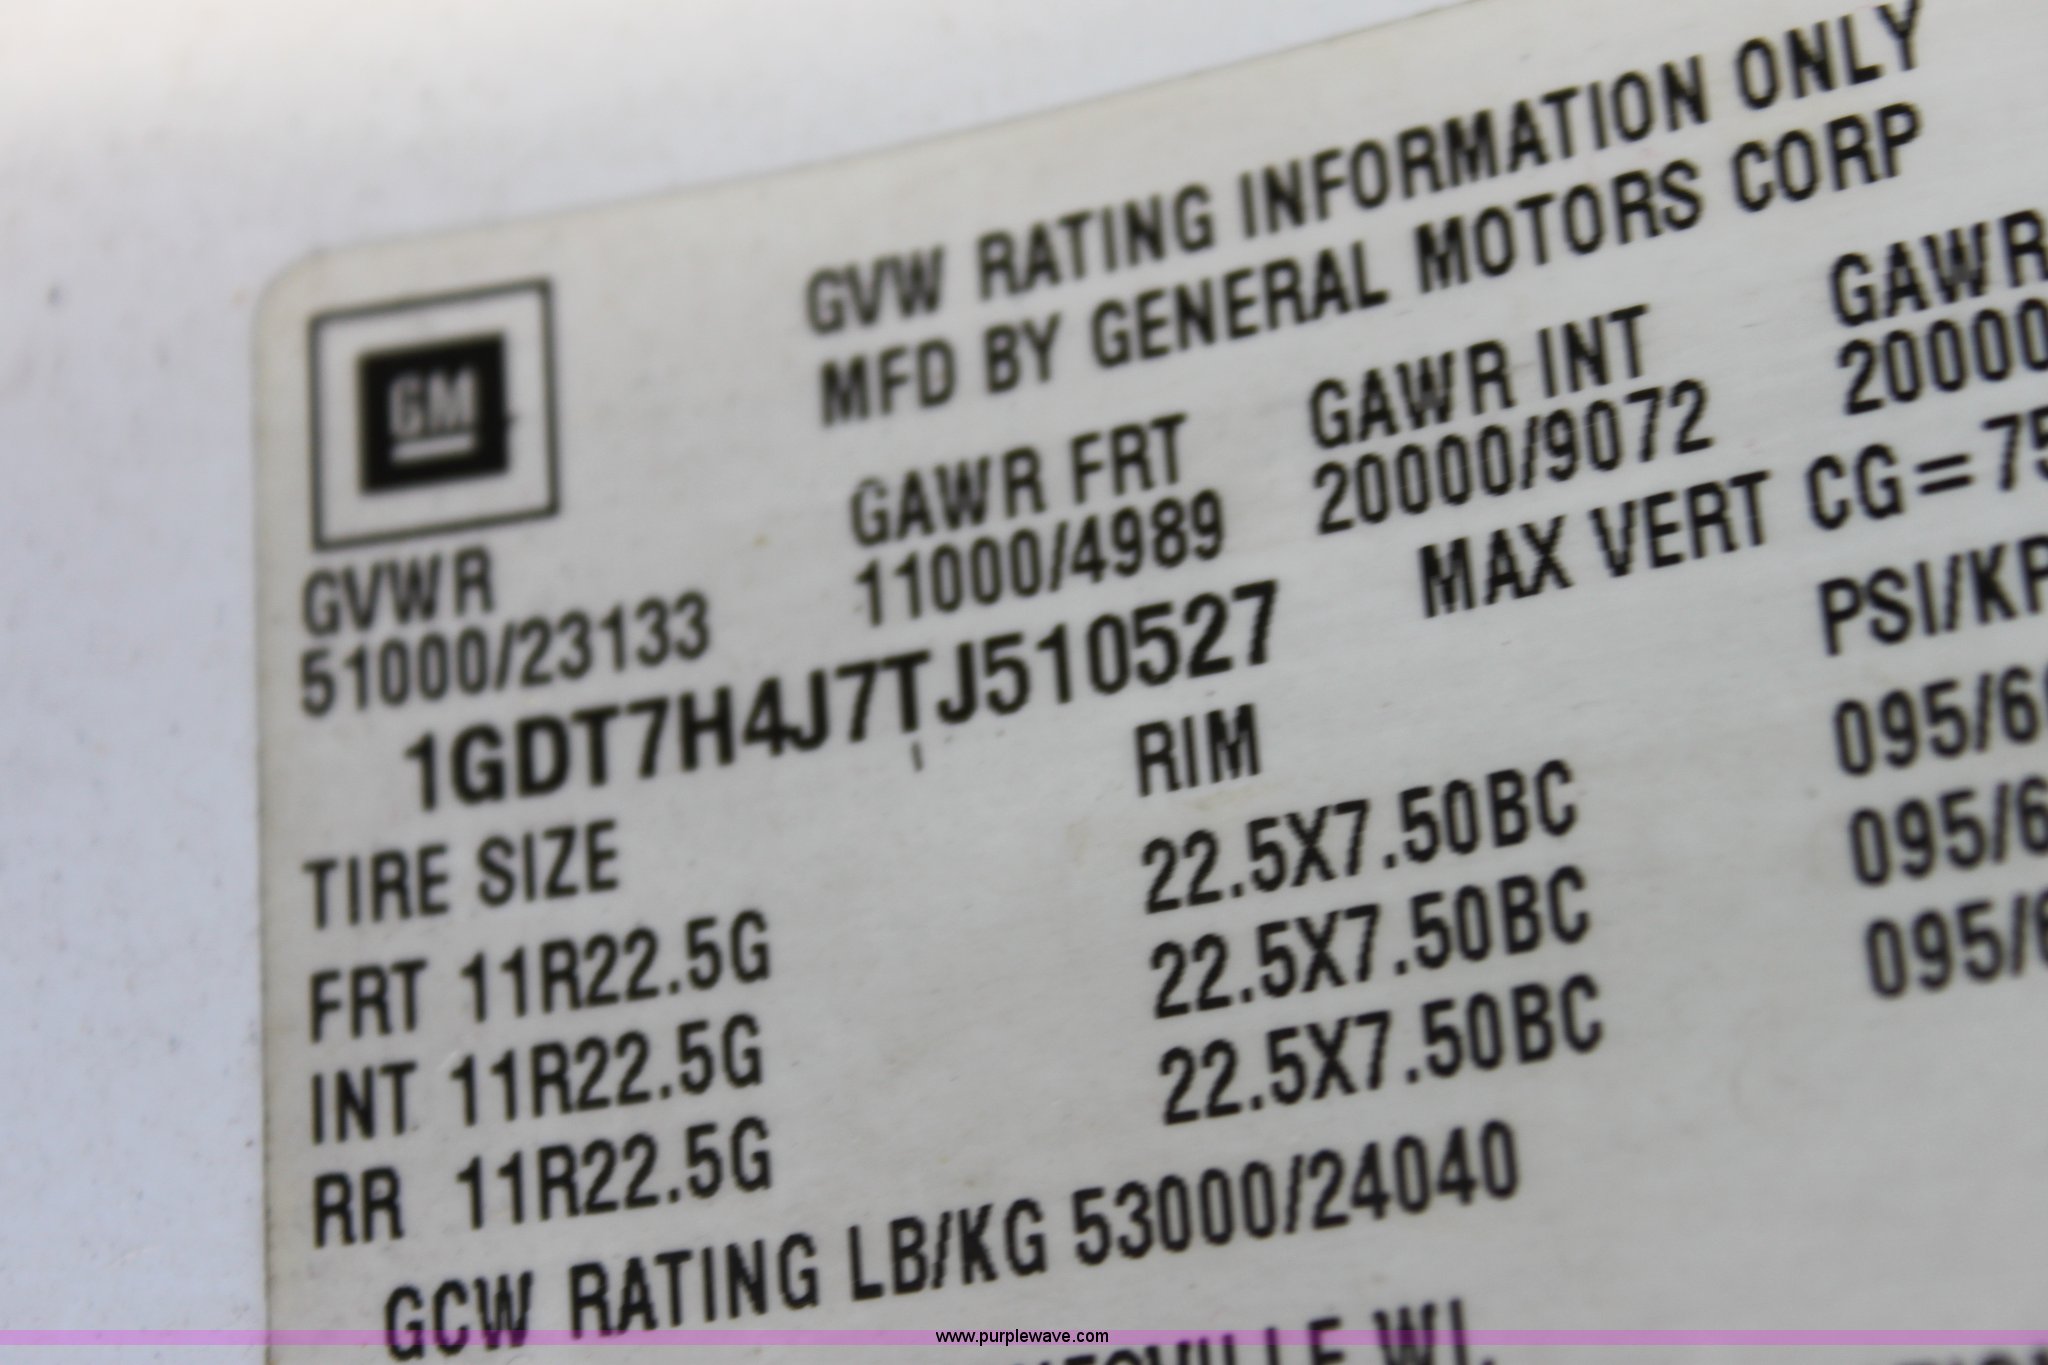 GVW RATING INFORMATION ONLY
MFD BY GENERAL MOTORS CORP
GM
GVWR GAWR FRT GAWR INT GAWR
51000/23133 11000/4989 20000/9072 20000
1GDT7H4J7TJ510527 MAX VERT CG=75
TIRE SIZE RIM PSI/KP
FRT 11R22.5G 22.5X7.50BC 095/6
INT 11R22.5G 22.5X7.50BC 095/6
RR 11R22.5G 22.5X7.50BC 095/6
GCW RATING LB/KG 53000/24040
WI.
www.purplewave.com